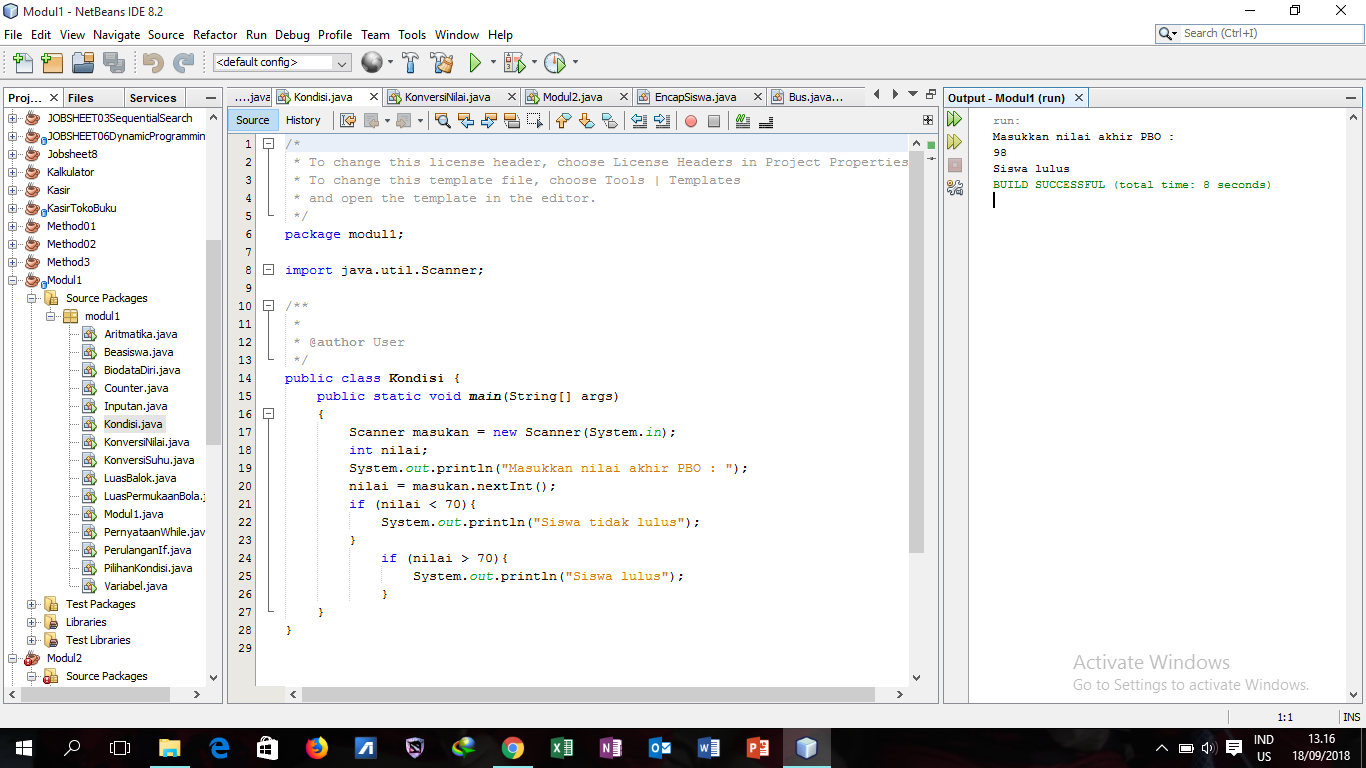 Modul1 - NetBeans IDE 8.2
File Edit View Navigate Source Refactor Run Debug Profile Team Tools Window Help
Search (Ctrl+I)
<default config>
Proj... Files Services
JOBSHEET03SequentialSearch
JOBSHEET06DynamicProgrammin
Jobsheet8
Kalkulator
Kasir
KasirTokoBuku
Method01
Method02
Method3
Modul1
Source Packages
modul1
Aritmatika.java
Beasiswa.java
BiodataDiri.java
Counter.java
Inputan.java
Kondisi.java
KonversiNilai.java
KonversiSuhu.java
LuasBalok.java
LuasPermukaanBola.j
Modul1.java
PernyataanWhile.jav
PerulanganIf.java
PilihanKondisi.java
Variabel.java
Test Packages
Libraries
Test Libraries
Modul2
Source Packages
....java Kondisi.java KonversiNilai.java Modul2.java EncapSiswa.java Bus.java...
Source History
1 /*
2 * To change this license header, choose License Headers in Project Properties
3 * To change this template file, choose Tools | Templates
4 * and open the template in the editor.
5 */
6 package modul1;
7
8 import java.util.Scanner;
9
10 /**
11 *
12 * @author User
13 */
14 public class Kondisi {
15 public static void main(String[] args)
16 {
17 Scanner masukan = new Scanner(System.in);
18 int nilai;
19 System.out.println("Masukkan nilai akhir PBO : ");
20 nilai = masukan.nextInt();
21 if (nilai < 70){
22 System.out.println("Siswa tidak lulus");
23 }
24 if (nilai > 70){
25 System.out.println("Siswa lulus");
26 }
27 }
28 }
29
Output - Modul1 (run)
run:
Masukkan nilai akhir PBO :
98
Siswa lulus
BUILD SUCCESSFUL (total time: 8 seconds)
Activate Windows
Go to Settings to activate Windows.
1:1 INS
IND
US
13.16
18/09/2018